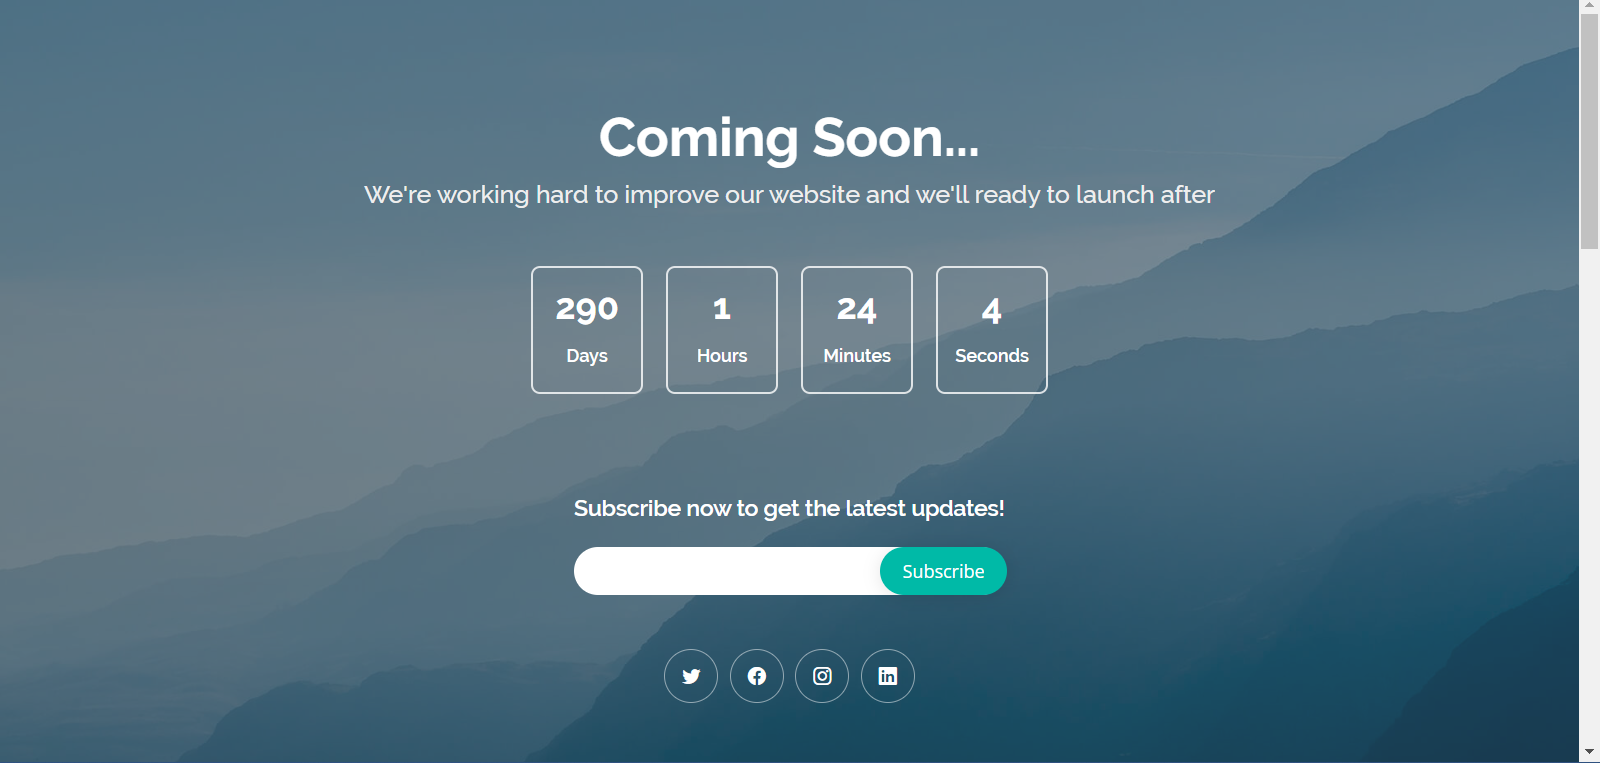 Coming Soon...
We're working hard to improve our website and we'll ready to launch after
290 1 24 4
Days Hours Minutes Seconds
Subscribe now to get the latest updates!
Subscribe